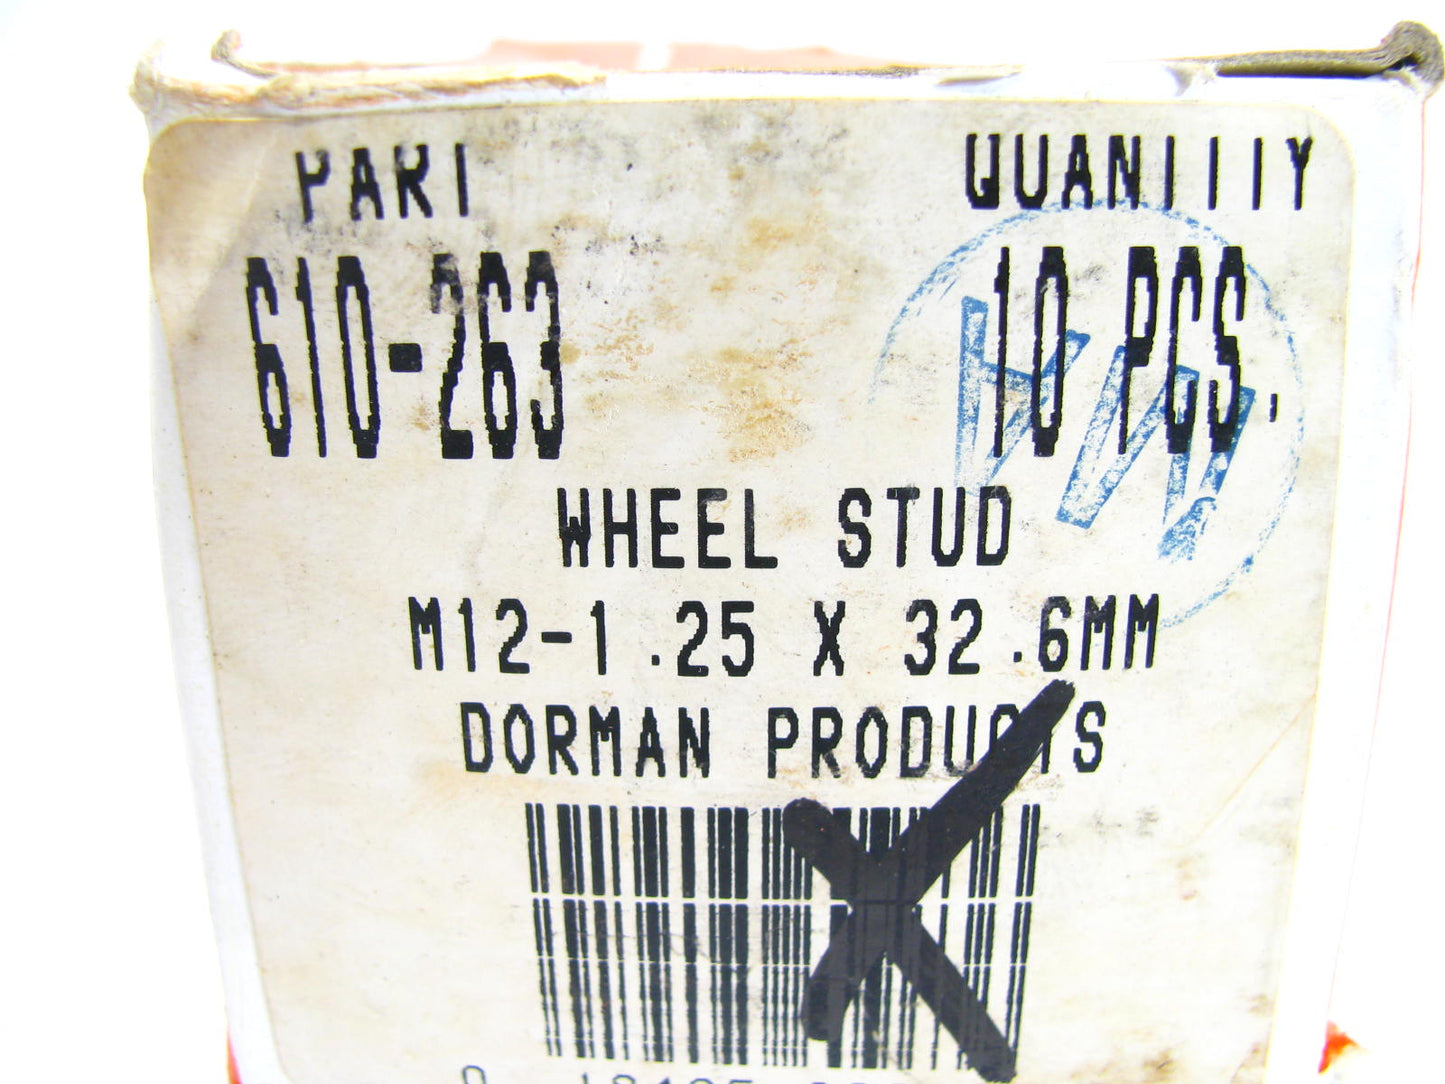 PART QUANTITY
610-263 10 PCS.
WHEEL STUD
M12-1.25 X 32.6MM
DORMAN PRODUCTS